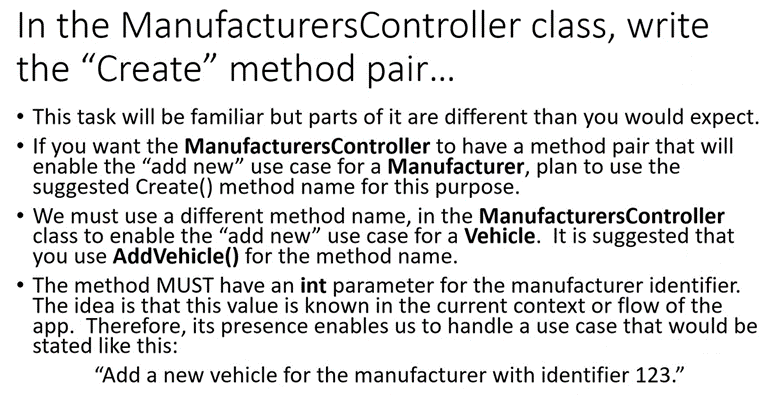 In the ManufacturersController class, write
the “Create” method pair…
• This task will be familiar but parts of it are different than you would expect.
• If you want the ManufacturersController to have a method pair that will
enable the “add new” use case for a Manufacturer, plan to use the
suggested Create() method name for this purpose.
• We must use a different method name, in the ManufacturersController
class to enable the “add new” use case for a Vehicle.  It is suggested that
you use AddVehicle() for the method name.
• The method MUST have an int parameter for the manufacturer identifier.
The idea is that this value is known in the current context or flow of the
app.  Therefore, its presence enables us to handle a use case that would be
stated like this:
“Add a new vehicle for the manufacturer with identifier 123.”